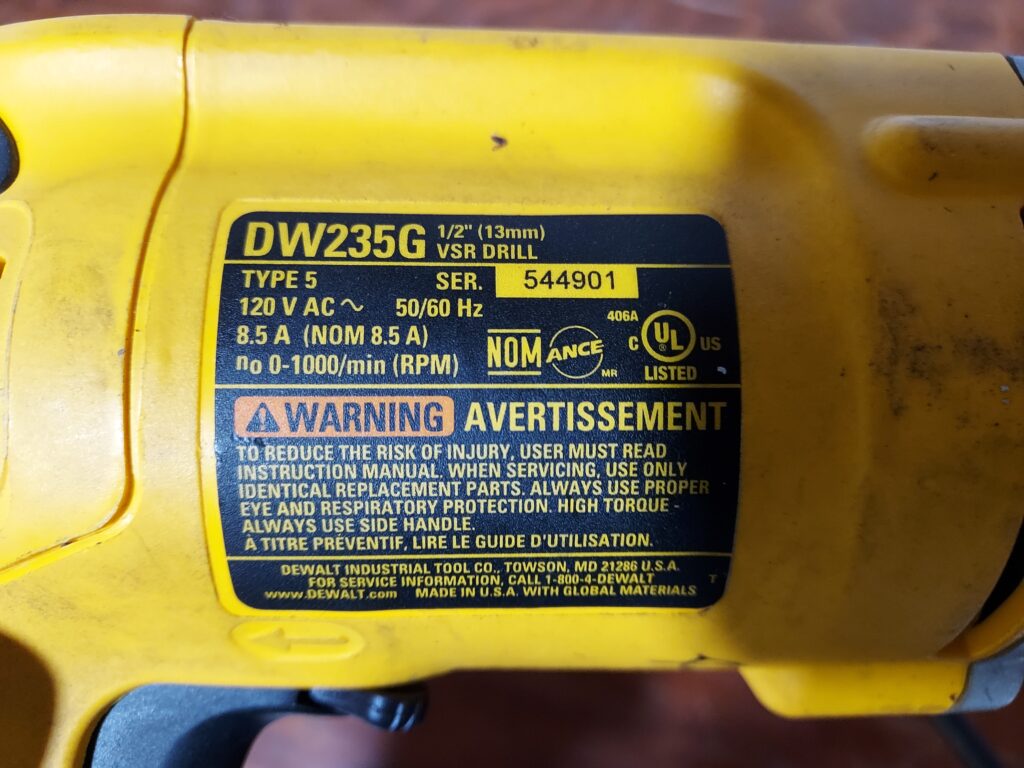 DW235G 1/2" (13mm)
VSR DRILL
TYPE 5 SER. 544901
120 V AC ~ 50/60 Hz
8.5 A (NOM 8.5 A)
no 0-1000/min (RPM)
NOM ANCE MR
406A
C UL ® US
LISTED
⚠WARNING AVERTISSEMENT
TO REDUCE THE RISK OF INJURY, USER MUST READ
INSTRUCTION MANUAL. WHEN SERVICING, USE ONLY
IDENTICAL REPLACEMENT PARTS. ALWAYS USE PROPER
EYE AND RESPIRATORY PROTECTION. HIGH TORQUE -
ALWAYS USE SIDE HANDLE.
À TITRE PRÉVENTIF, LIRE LE GUIDE D'UTILISATION.
DEWALT INDUSTRIAL TOOL CO., TOWSON, MD 21286 U.S.A.
FOR SERVICE INFORMATION, CALL 1-800-4-DEWALT T
www.DEWALT.com MADE IN U.S.A. WITH GLOBAL MATERIALS